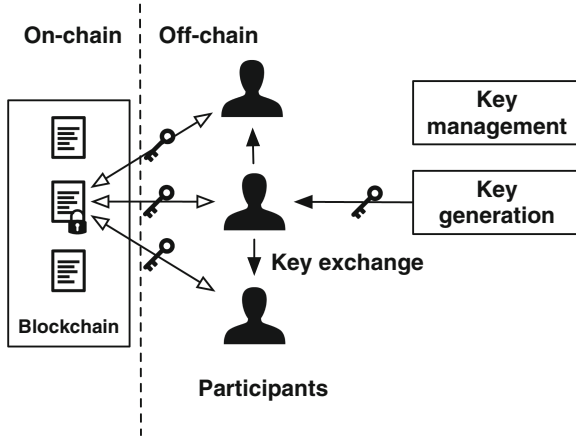 On-chain
Off-chain
Key
management
Key
generation
Key exchange
Blockchain
Participants